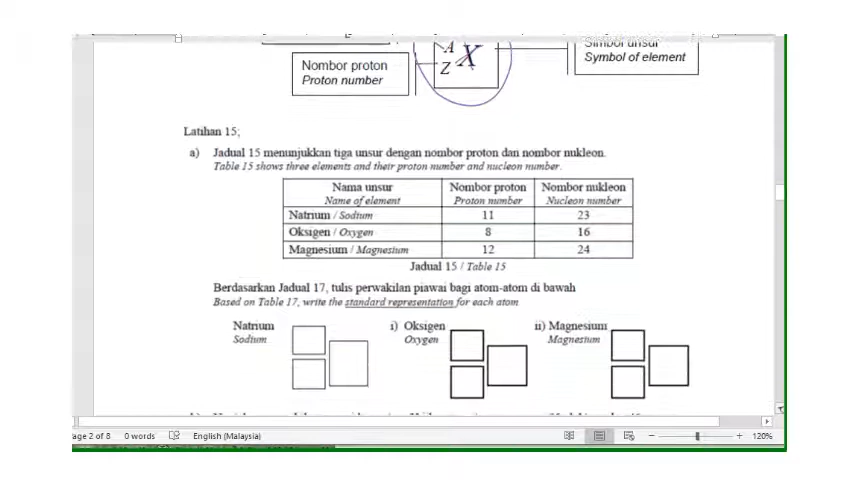 Simbol unsur
A X
Symbol of element
Nombor proton
Proton number
Z
Latihan 15;
a) Jadual 15 menunjukkan tiga unsur dengan nombor proton dan nombor nukleon.
Table 15 shows three elements and their proton number and nucleon number.
Nama unsur Nombor proton Nombor nukleon
Name of element Proton number Nucleon number
Natrium / Sodium 11 23
Oksigen / Oxygen 8 16
Magnesium / Magnesium 12 24
Jadual 15 / Table 15
Berdasarkan Jadual 17, tulis perwakilan piawai bagi atom-atom di bawah
Based on Table 17, write the standard representation for each atom
Natrium i) Oksigen ii) Magnesium
Sodium Oxygen Magnesium
age 2 of 8 0 words English (Malaysia) 120%